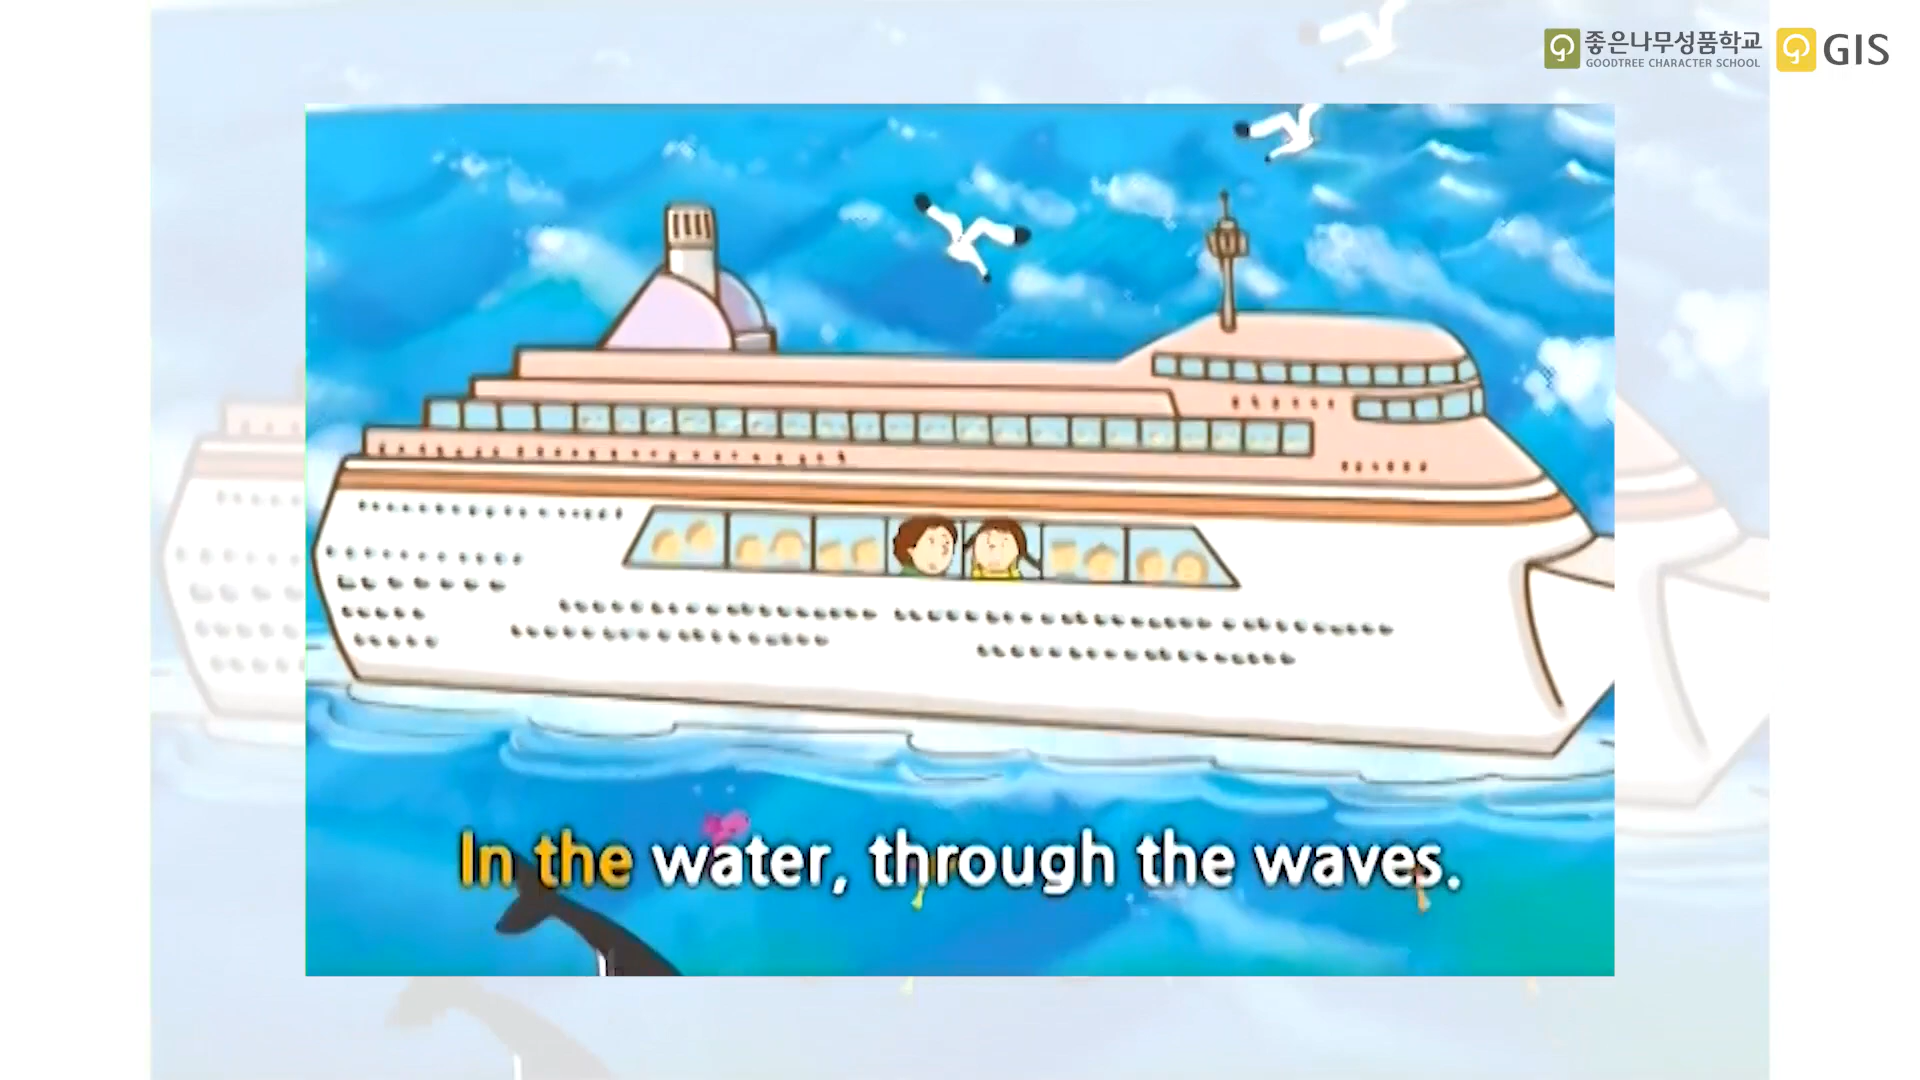 좋은나무성품학교
GOODTREE CHARACTER SCHOOL
GIS
In the water, through the waves.